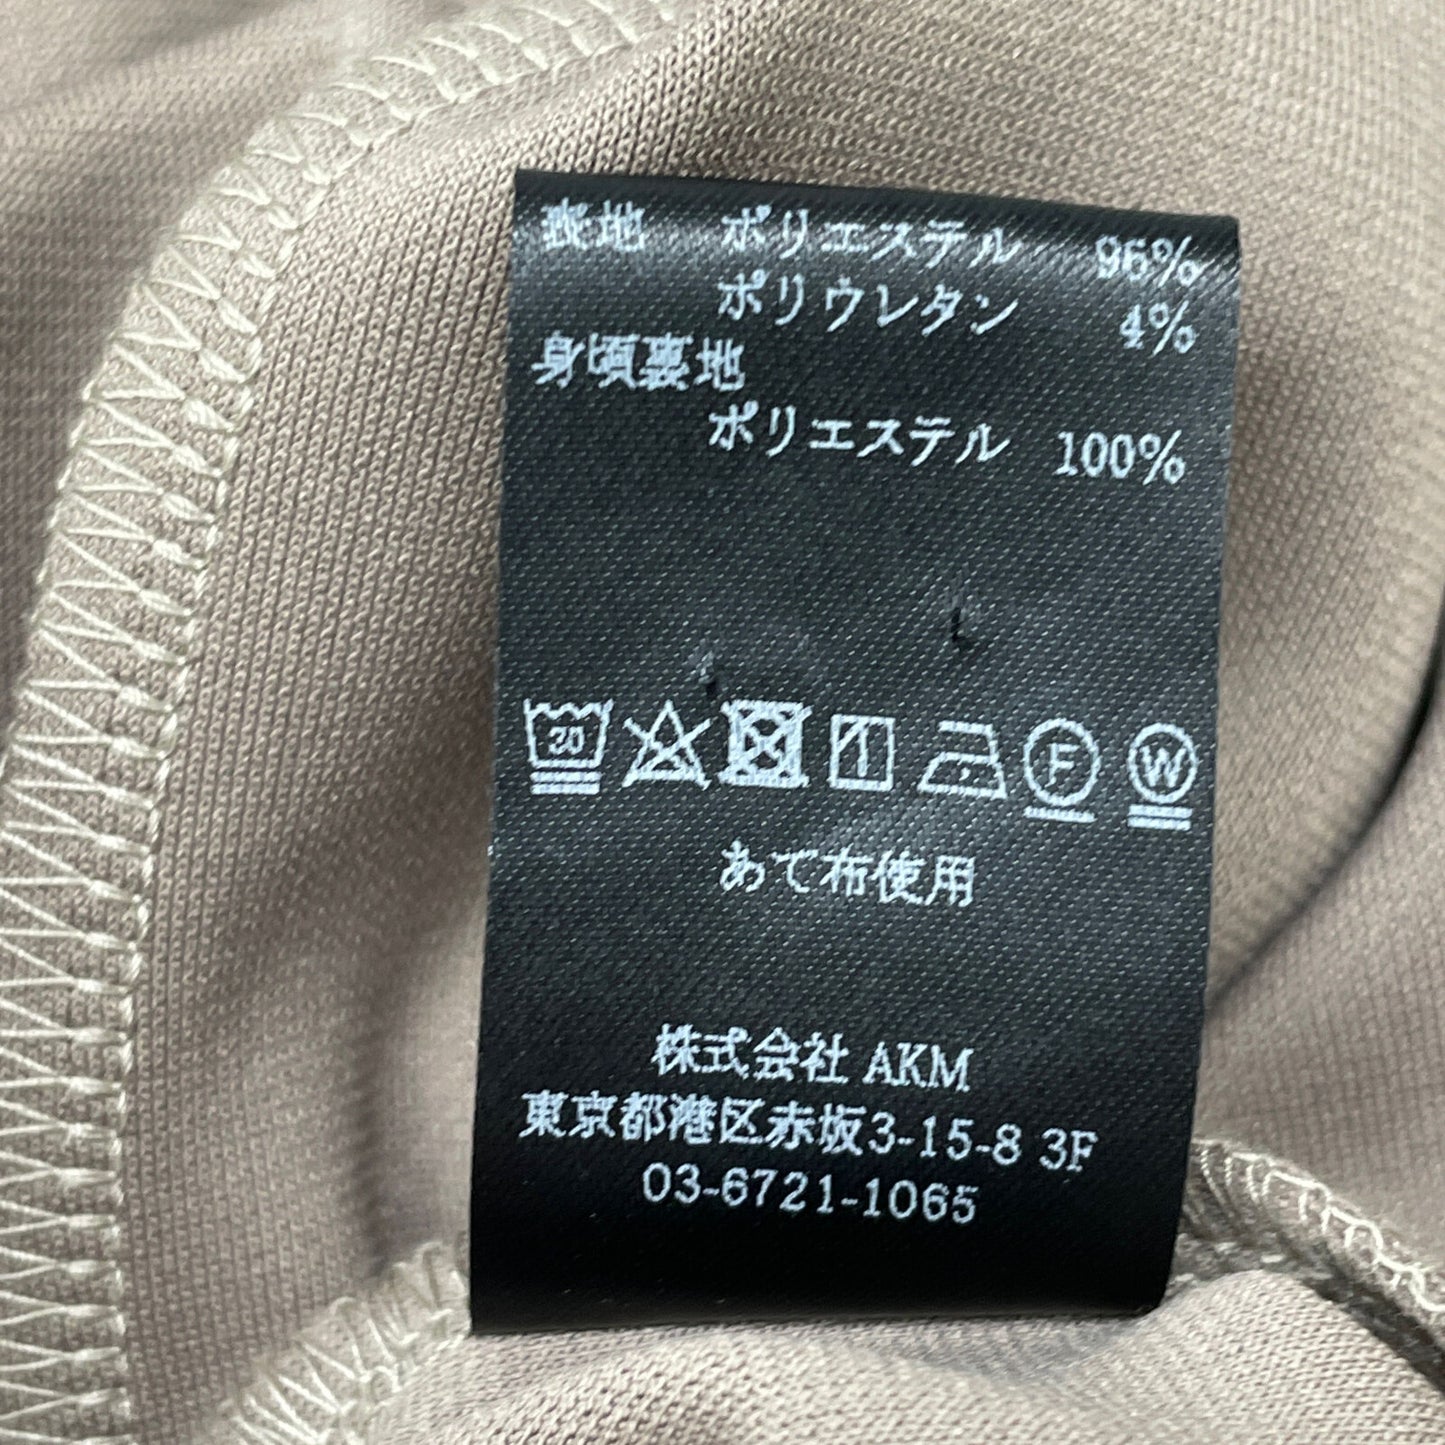 表地 ポリエステル 96%
ポリウレタン 4%
身頃裏地
ポリエステル 100%
30 F W
あて布使用
株式会社 AKM
東京都港区赤坂3-15-8 3F
03-6721-1065